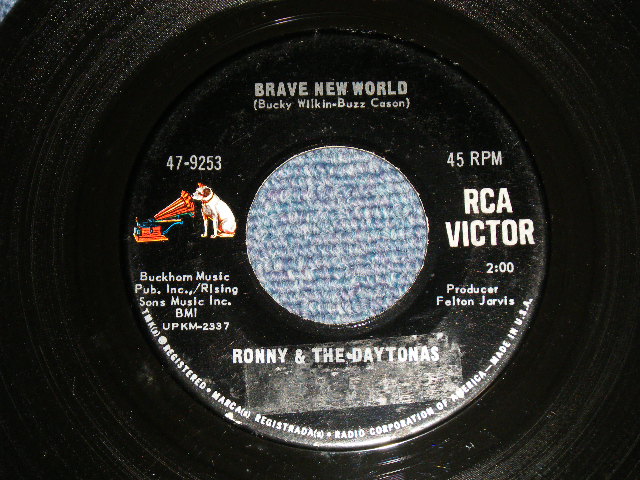 BRAVE NEW WORLD
(Bucky Wilkin-Buzz Cason)
47-9253
45 RPM
RCA
VICTOR
2:00
Producer
Felton Jarvis
Buckhorn Music
Pub. Inc.,/Rising
Sons Music Inc.
BMI
UPKM-2337
RONNY & THE DAYTONAS
TMK(s) ® REGISTERED • MARCA(s) REGISTRADA(s) • RADIO CORPORATION OF AMERICA—MADE IN U.S.A.